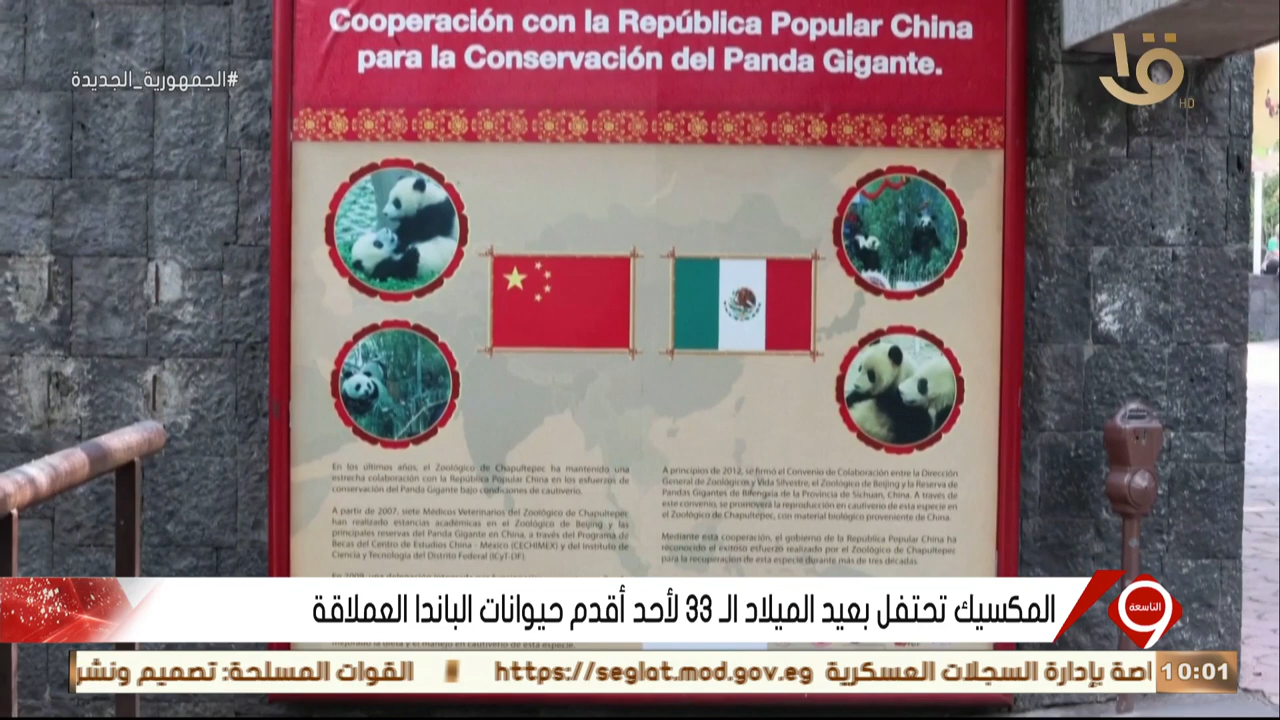 Cooperación con la República Popular China
para la Conservación del Panda Gigante.
#الجمهورية_الجديدة
HD
En los últimos años, el Zoológico de Chapultepec ha mantenido una
estrecha colaboración con la República Popular China en los esfuerzos de
conservación del Panda Gigante bajo condiciones de cautiverio.
A partir de 2007, siete Médicos Veterinarios del Zoológico de Chapultepec
han realizado estancias académicas en el Zoológico de Beijing y las
principales reservas del Panda Gigante en China, a través del Programa de
Becas del Centro de Estudios China - México (CECHIMEX) y del Instituto de
Ciencia y Tecnología del Distrito Federal (ICyT-DF).
A principios de 2012, se firmó el Convenio de Colaboración entre la Dirección
General de Zoológicos y Vida Silvestre, el Zoológico de Beijing y la Reserva de
Pandas Gigantes de Bifengxia de la Provincia de Sichuan, China. A través de
este convenio, se promoverá la reproducción en cautiverio de esta especie en
el Zoológico de Chapultepec, con material biológico proveniente de China.
Mediante esta cooperación, el gobierno de la República Popular China ha
reconocido el exitoso esfuerzo realizado por el Zoológico de Chapultepec
para la recuperación de esta especie durante más de tres décadas
المكسيك تحتفل بعيد الميلاد الـ 33 لأحد أقدم حيوانات الباندا العملاقة
التاسعة
9
اصة بإدارة السجلات العسكرية https://seglat.mod.gov.eg القوات المسلحة: تصميم ونشر
10:01